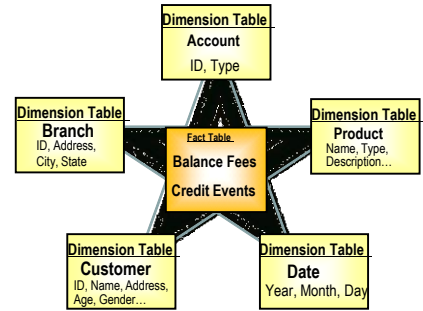 Dimension Table
Account
ID, Type
Dimension Table
Branch
ID, Address,
City, State
Fact Table
Balance Fees
Credit Events
Dimension Table
Product
Name, Type,
Description…
Dimension Table
Customer
ID, Name, Address,
Age, Gender…
Dimension Table
Date
Year, Month, Day